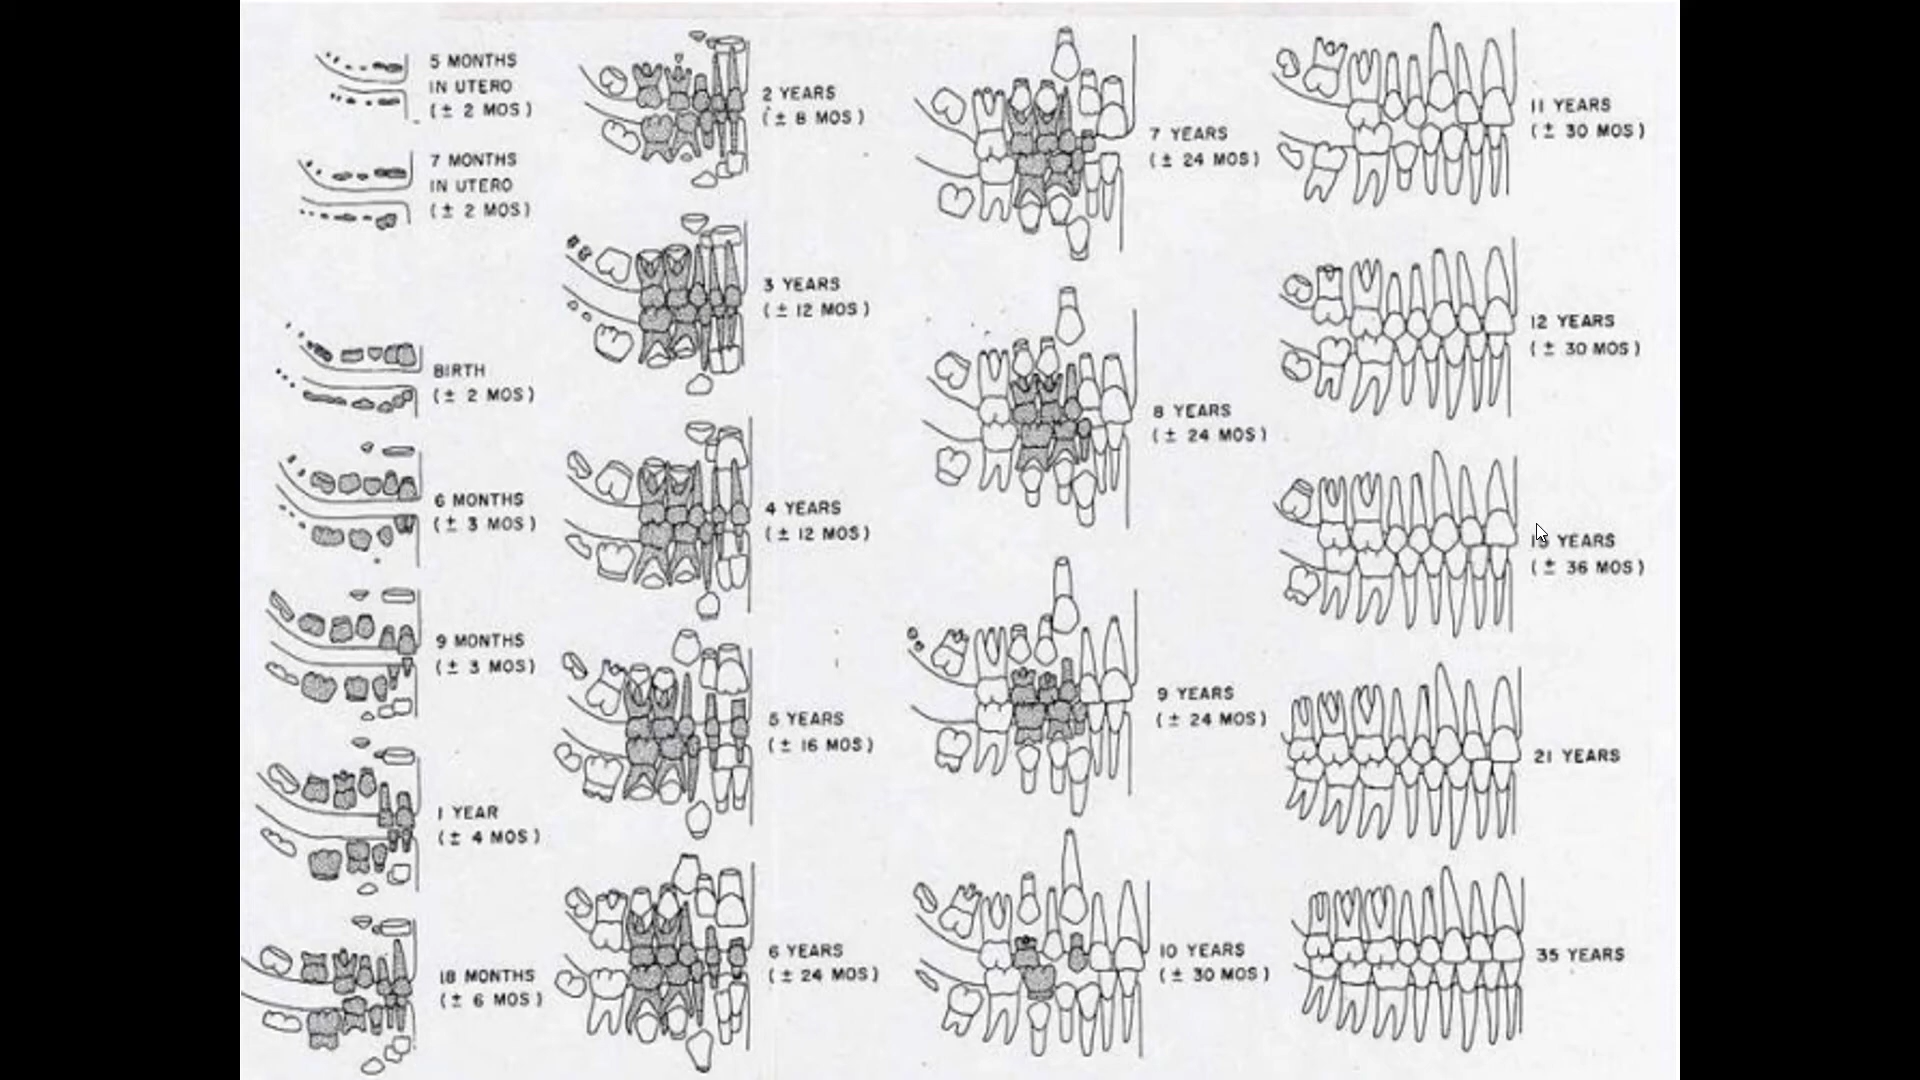 5 MONTHS
IN UTERO
(± 2 MOS)
7 MONTHS
IN UTERO
(± 2 MOS)
BIRTH
(± 2 MOS)
6 MONTHS
(± 3 MOS)
9 MONTHS
(± 3 MOS)
1 YEAR
(± 4 MOS)
18 MONTHS
(± 6 MOS)
2 YEARS
(± 8 MOS)
3 YEARS
(± 12 MOS)
4 YEARS
(± 12 MOS)
5 YEARS
(± 16 MOS)
6 YEARS
(± 24 MOS)
7 YEARS
(± 24 MOS)
8 YEARS
(± 24 MOS)
9 YEARS
(± 24 MOS)
10 YEARS
(± 30 MOS)
11 YEARS
(± 30 MOS)
12 YEARS
(± 30 MOS)
15 YEARS
(± 36 MOS)
21 YEARS
35 YEARS